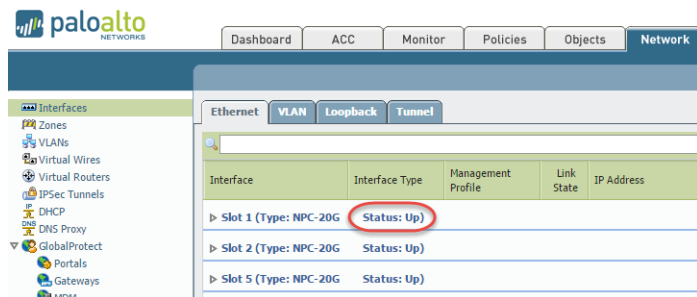 paloalto
NETWORKS
Dashboard ACC Monitor Policies Objects Network
Interfaces
Zones
VLANs
Virtual Wires
Virtual Routers
IPSec Tunnels
DHCP
DNS Proxy
GlobalProtect
Portals
Gateways
MDM
Ethernet VLAN Loopback Tunnel
Interface Interface Type Management Profile Link State IP Address
Slot 1 (Type: NPC-20G Status: Up)
Slot 2 (Type: NPC-20G Status: Up)
Slot 5 (Type: NPC-20G Status: Up)